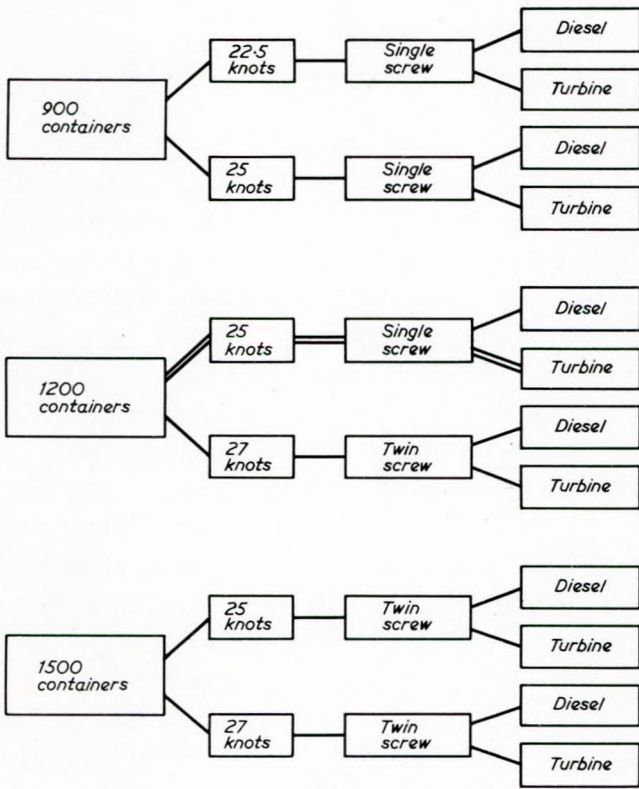 900
containers
22·5
knots
Single
screw
Diesel
Turbine
25
knots
Single
screw
Diesel
Turbine
1200
containers
25
knots
Single
screw
Diesel
Turbine
27
knots
Twin
screw
Diesel
Turbine
1500
containers
25
knots
Twin
screw
Diesel
Turbine
27
knots
Twin
screw
Diesel
Turbine